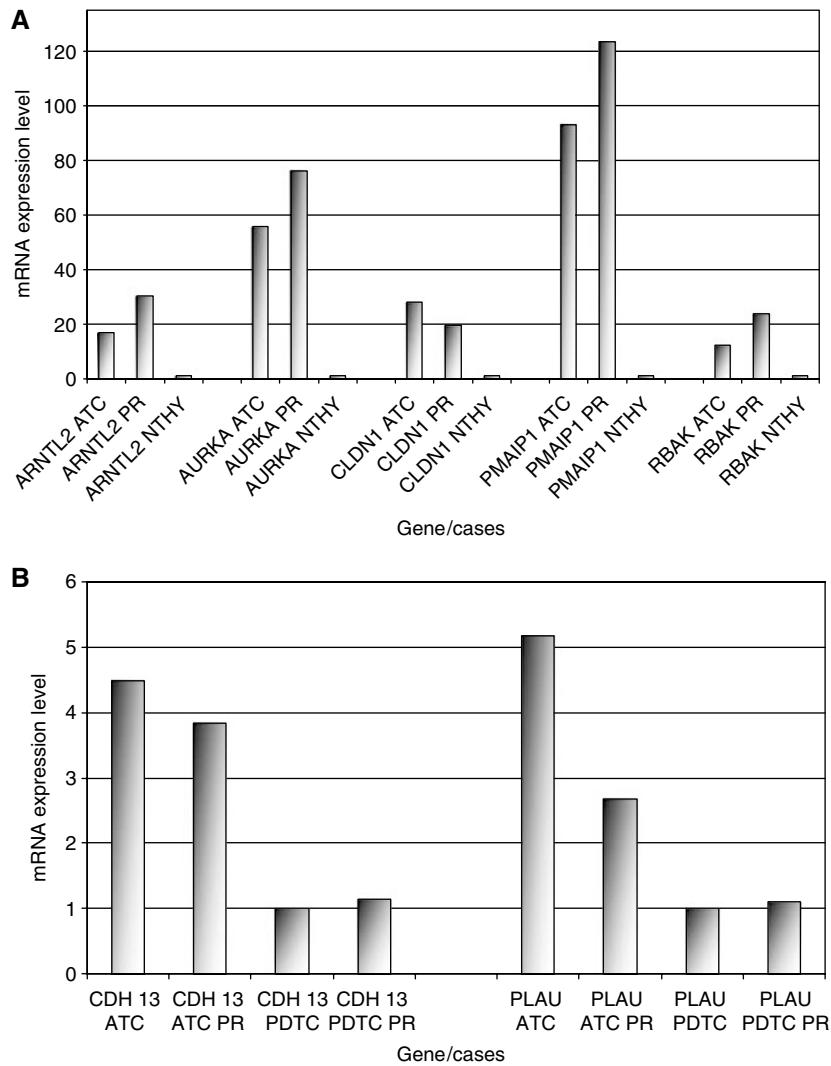 A
mRNA expression level
120
100
80
60
40
20
0
ARNTL2 ATC
ARNTL2 PR
ARNTL2 NTHY
AURKA ATC
AURKA PR
AURKA NTHY
CLDN1 ATC
CLDN1 PR
CLDN1 NTHY
PMAIP1 ATC
PMAIP1 PR
PMAIP1 NTHY
RBAK ATC
RBAK PR
RBAK NTHY
Gene/cases
B
mRNA expression level
6
5
4
3
2
1
0
CDH 13
ATC
CDH 13
ATC PR
CDH 13
PDTC
CDH 13
PDTC PR
PLAU
ATC
PLAU
ATC PR
PLAU
PDTC
PLAU
PDTC PR
Gene/cases